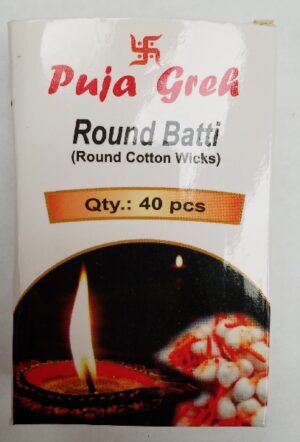 Puja Greh
Round Batti
(Round Cotton Wicks)
Qty.: 40 pcs